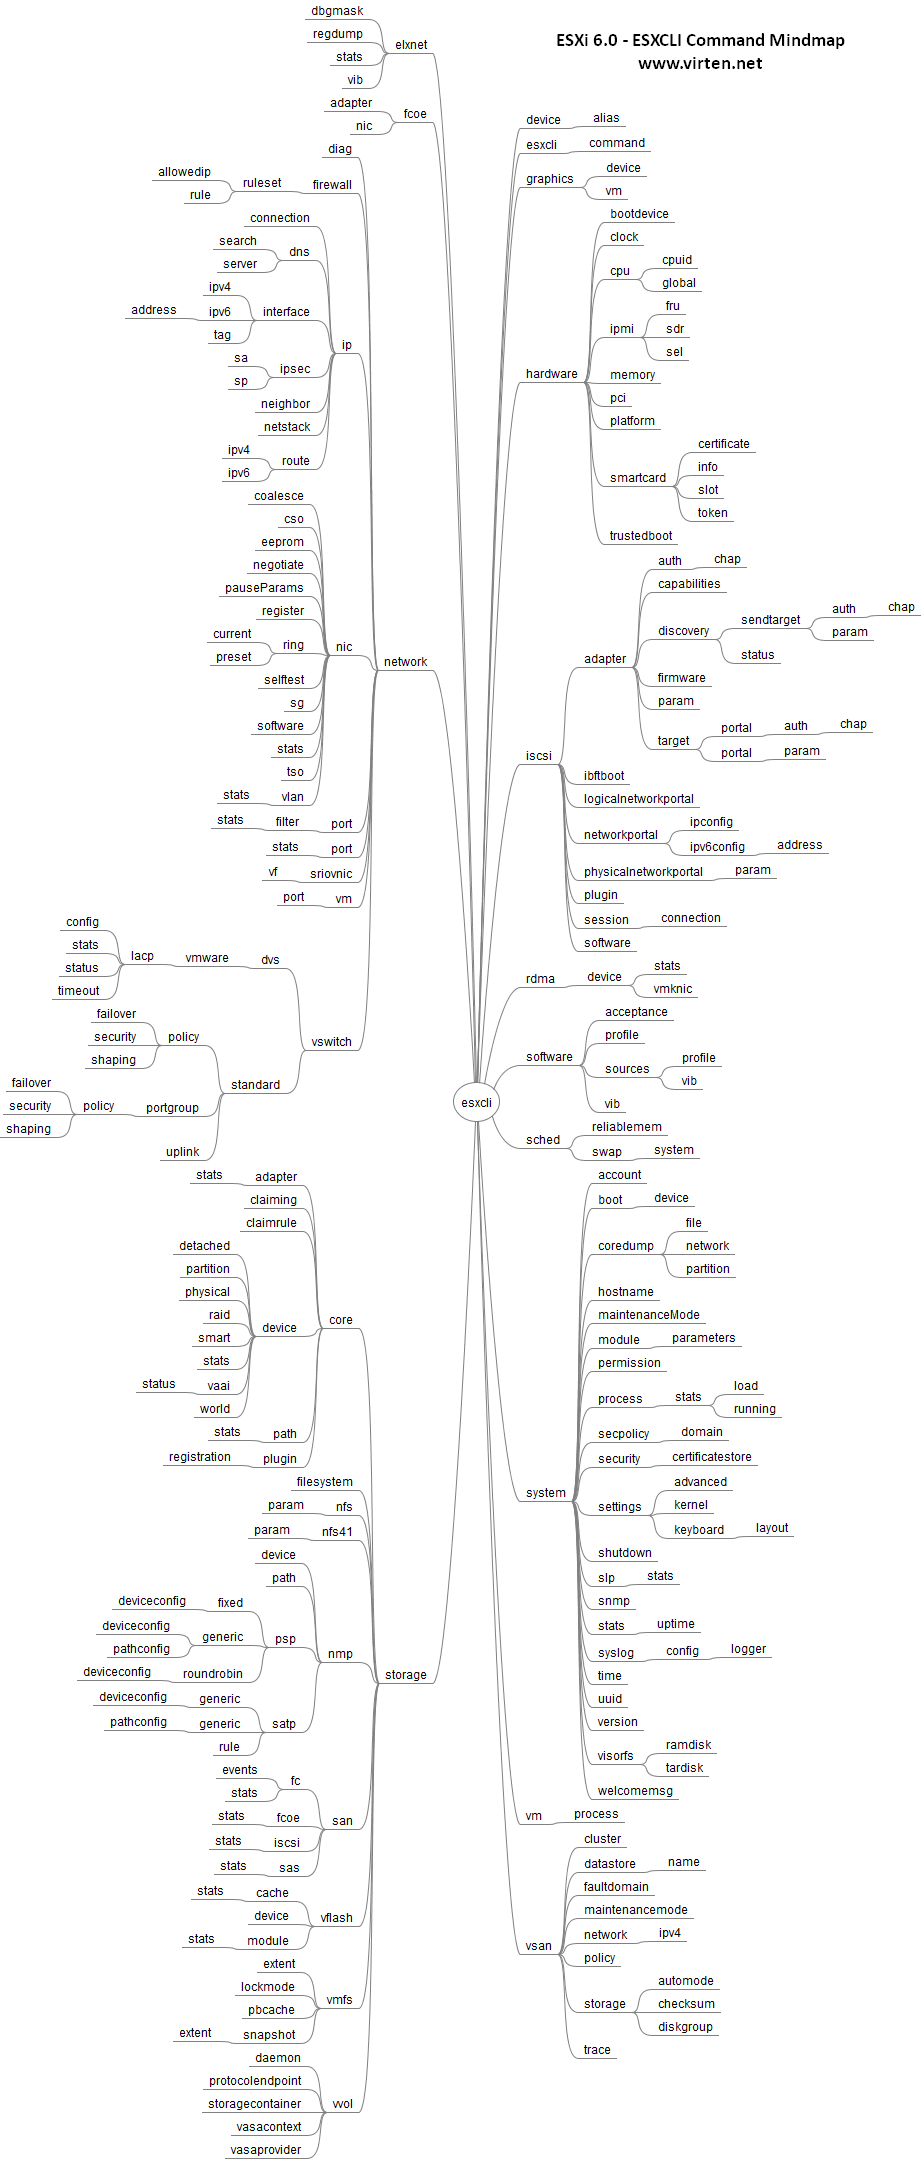 ESXi 6.0 - ESXCLI Command Mindmap
www.virten.net
dbgmask
regdump
stats
vib
elxnet
adapter
nic
fcoe
diag
allowedip
rule
ruleset
firewall
connection
search
server
dns
ipv4
address
ipv6
tag
interface
ip
sa
sp
ipsec
neighbor
netstack
ipv4
ipv6
route
coalesce
cso
eeprom
negotiate
pauseParams
register
current
preset
ring
nic
network
selftest
sg
software
stats
tso
stats
vlan
stats
filter
port
stats
port
vf
sriovnic
port
vm
config
stats
status
timeout
lacp
vmware
dvs
vswitch
failover
security
shaping
policy
standard
failover
security
shaping
policy
portgroup
uplink
stats
adapter
claiming
claimrule
detached
partition
physical
raid
smart
stats
status
vaai
world
device
core
stats
path
registration
plugin
filesystem
param
nfs
param
nfs41
device
path
deviceconfig
fixed
deviceconfig
pathconfig
generic
psp
deviceconfig
roundrobin
nmp
storage
deviceconfig
generic
pathconfig
generic
satp
rule
events
stats
fc
stats
fcoe
san
stats
iscsi
stats
sas
stats
cache
device
vflash
stats
module
extent
lockmode
pbcache
vmfs
extent
snapshot
daemon
protocolendpoint
storagecontainer
vvol
vasacontext
vasaprovider
esxcli
device
alias
esxcli
command
graphics
device
vm
hardware
bootdevice
clock
cpu
cpuid
global
ipmi
fru
sdr
sel
memory
pci
platform
smartcard
certificate
info
slot
token
trustedboot
iscsi
adapter
auth
chap
capabilities
discovery
sendtarget
auth
chap
param
status
firmware
param
target
portal
auth
chap
portal
param
ibftboot
logicalnetworkportal
networkportal
ipconfig
ipv6config
address
physicalnetworkportal
param
plugin
session
connection
software
rdma
device
stats
vmknic
software
acceptance
profile
sources
profile
vib
vib
sched
reliablemem
swap
system
system
account
boot
device
coredump
file
network
partition
hostname
maintenanceMode
module
parameters
permission
process
stats
load
running
secpolicy
domain
security
certificatestore
settings
advanced
kernel
keyboard
layout
shutdown
slp
stats
snmp
stats
uptime
syslog
config
logger
time
uuid
version
visorfs
ramdisk
tardisk
welcomemsg
vm
process
vsan
cluster
datastore
name
faultdomain
maintenancemode
network
ipv4
policy
storage
automode
checksum
diskgroup
trace